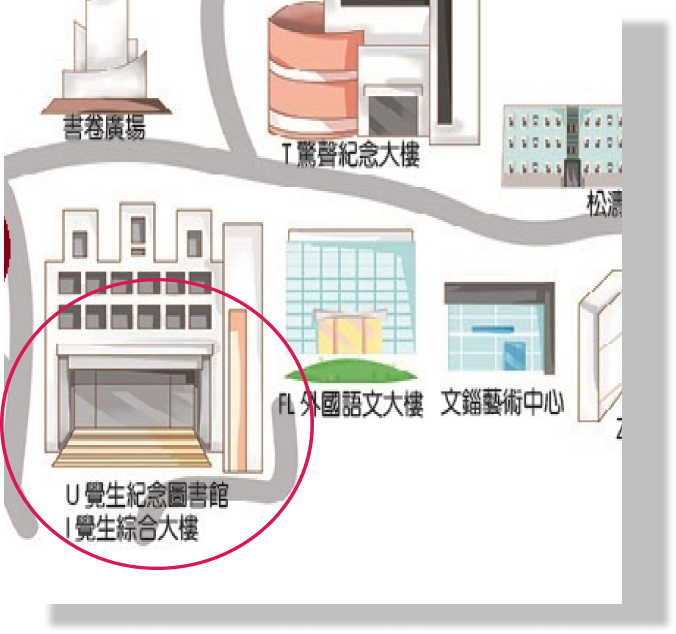 書卷廣場
T 驚聲紀念大樓
松濤
FL 外國語文大樓
文錙藝術中心
U 覺生紀念圖書館
I 覺生綜合大樓